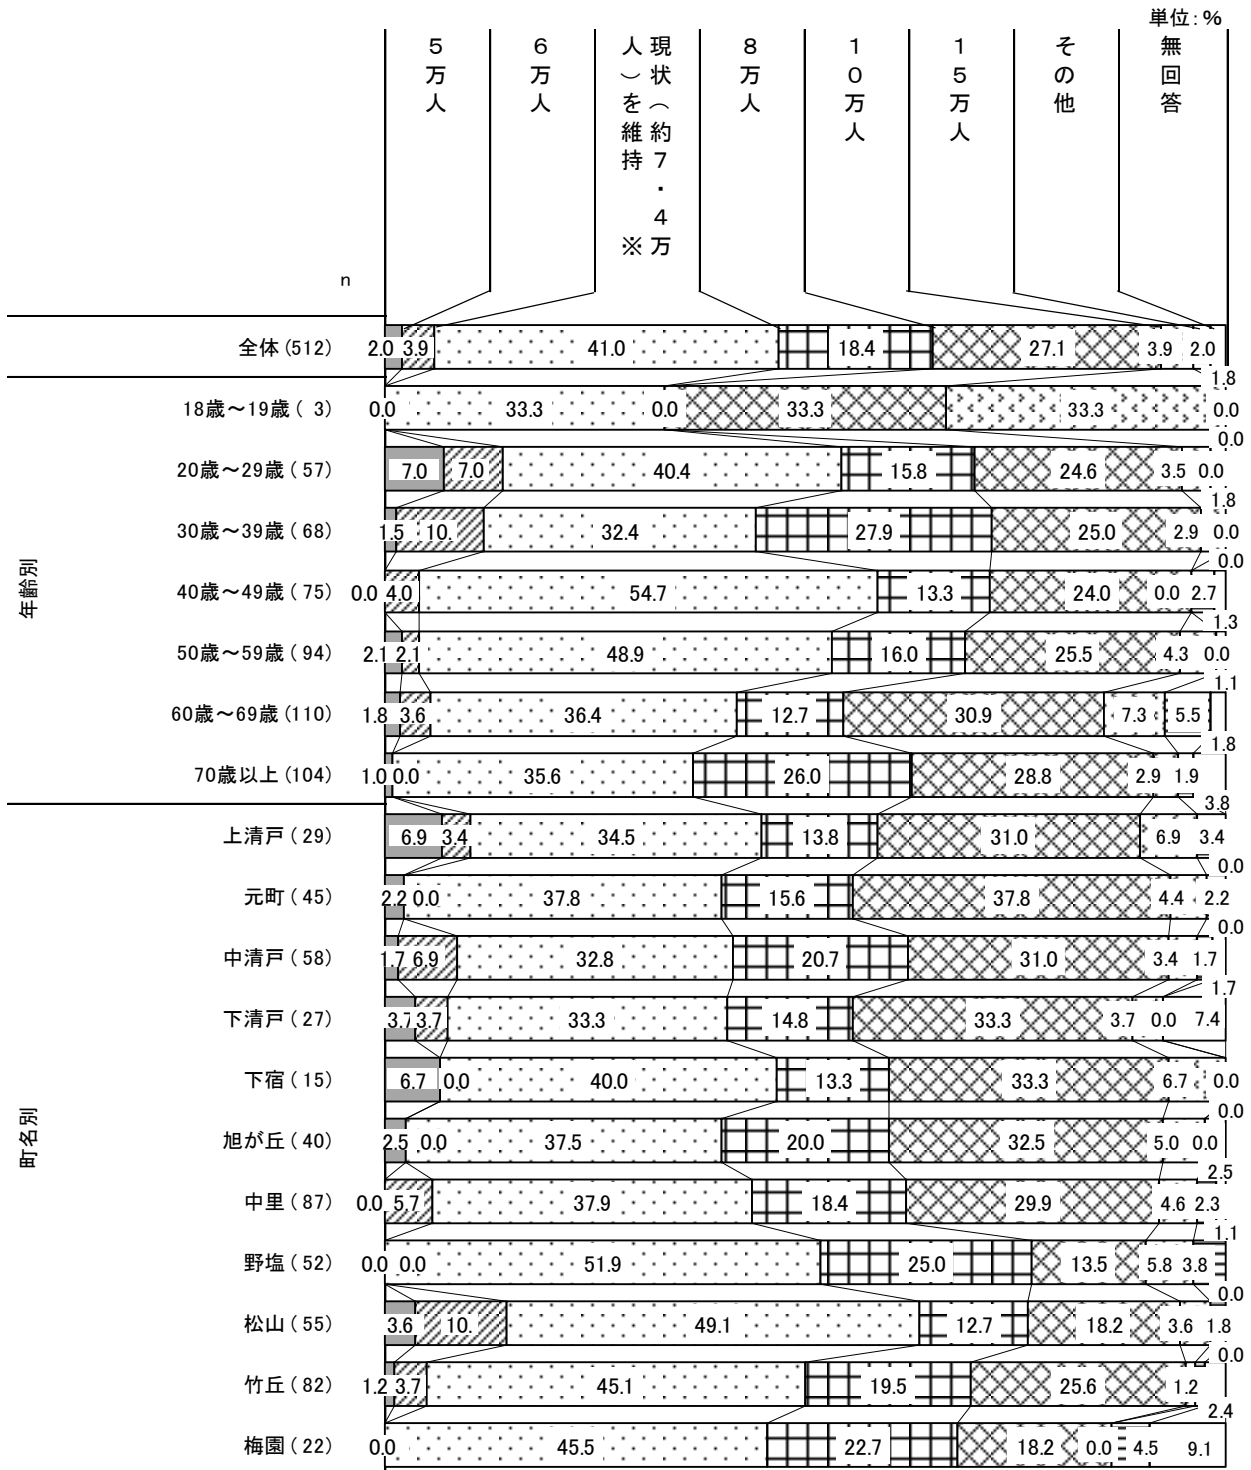 単位：%
5万人
6万人
現状（約7・4万
人）を維持　※
8万人
10万人
15万人
その他
無回答
n
全体(512) 2.0 3.9 41.0 18.4 27.1 3.9 2.0
1.8
年齢別
18歳～19歳( 3) 0.0 33.3 0.0 33.3 33.3 0.0
0.0
20歳～29歳( 57) 7.0 7.0 40.4 15.8 24.6 3.5 0.0
1.8
30歳～39歳( 68) 1.5 10. 32.4 27.9 25.0 2.9 0.0
0.0
40歳～49歳( 75) 0.0 4.0 54.7 13.3 24.0 0.0 2.7
1.3
50歳～59歳( 94) 2.1 2.1 48.9 16.0 25.5 4.3 0.0
1.1
60歳～69歳(110) 1.8 3.6 36.4 12.7 30.9 7.3 5.5
1.8
70歳以上(104) 1.0 0.0 35.6 26.0 28.8 2.9 1.9
3.8
町名別
上清戸( 29) 6.9 3.4 34.5 13.8 31.0 6.9 3.4
0.0
元町( 45) 2.2 0.0 37.8 15.6 37.8 4.4 2.2
0.0
中清戸( 58) 1.7 6.9 32.8 20.7 31.0 3.4 1.7
1.7
下清戸( 27) 3.7 3.7 33.3 14.8 33.3 3.7 0.0 7.4
下宿( 15) 6.7 0.0 40.0 13.3 33.3 6.7 0.0
0.0
旭が丘( 40) 2.5 0.0 37.5 20.0 32.5 5.0 0.0
2.5
中里( 87) 0.0 5.7 37.9 18.4 29.9 4.6 2.3
1.1
野塩( 52) 0.0 0.0 51.9 25.0 13.5 5.8 3.8
0.0
松山( 55) 3.6 10. 49.1 12.7 18.2 3.6 1.8
0.0
竹丘( 82) 1.2 3.7 45.1 19.5 25.6 1.2
2.4
梅園( 22) 0.0 45.5 22.7 18.2 0.0 4.5 9.1